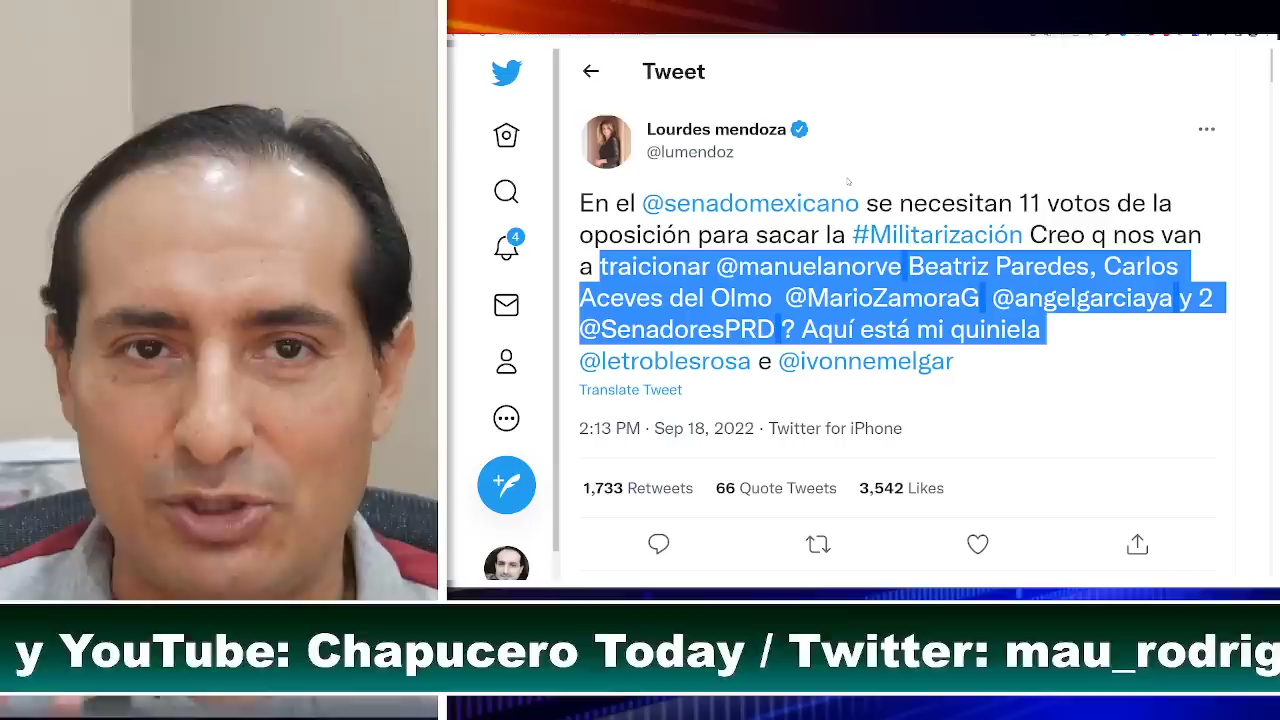 Tweet
Lourdes mendoza
@lumendoz
En el @senadomexicano se necesitan 11 votos de la
oposición para sacar la #Militarización Creo q nos van
a traicionar @manuelanorve Beatriz Paredes, Carlos
Aceves del Olmo @MarioZamoraG @angelgarciaya y 2
@SenadoresPRD ? Aquí está mi quiniela
@letroblesrosa e @ivonnemelgar
Translate Tweet
2:13 PM · Sep 18, 2022 · Twitter for iPhone
1,733 Retweets 66 Quote Tweets 3,542 Likes
4
y YouTube: Chapucero Today / Twitter: mau_rodrig